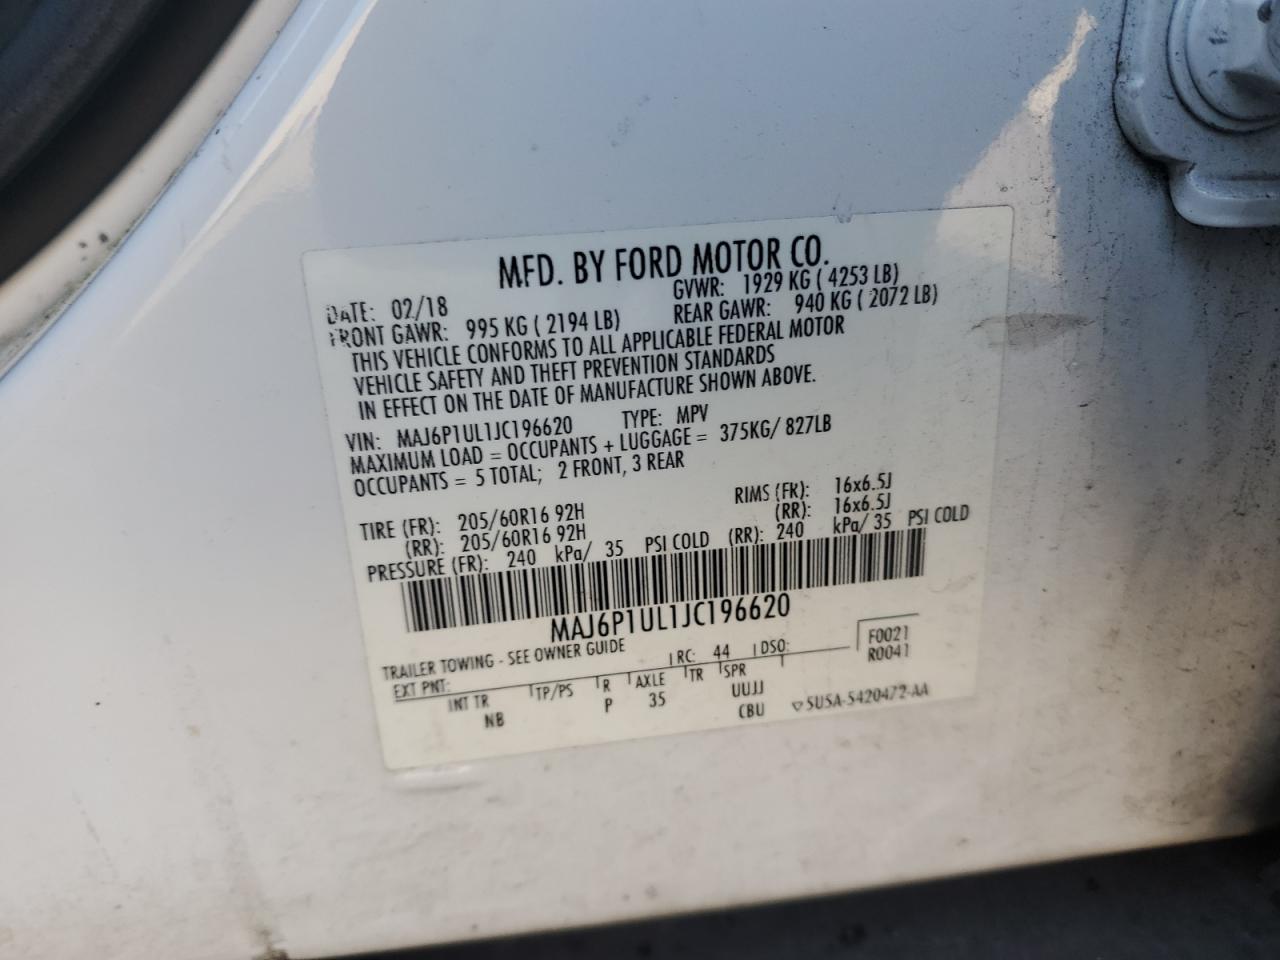 MFD. BY FORD MOTOR CO.
DATE: 02/18 GVWR: 1929 KG ( 4253 LB)
FRONT GAWR: 995 KG ( 2194 LB) REAR GAWR: 940 KG ( 2072 LB)
THIS VEHICLE CONFORMS TO ALL APPLICABLE FEDERAL MOTOR
VEHICLE SAFETY AND THEFT PREVENTION STANDARDS
IN EFFECT ON THE DATE OF MANUFACTURE SHOWN ABOVE.
VIN: MAJ6P1UL1JC196620 TYPE: MPV
MAXIMUM LOAD = OCCUPANTS + LUGGAGE = 375KG/ 827LB
OCCUPANTS = 5 TOTAL; 2 FRONT, 3 REAR
TIRE (FR): 205/60R16 92H RIMS (FR): 16x6.5J
(RR): 205/60R16 92H (RR): 16x6.5J
PRESSURE (FR): 240 kPa/ 35 PSI COLD (RR): 240 kPa/ 35 PSI COLD
MAJ6P1UL1JC196620
TRAILER TOWING - SEE OWNER GUIDE
EXT PNT: RC: 44 DSO: F0021
R0041
INT TR TP/PS R AXLE TR SPR
NB P 35 UUJJ
CBU 5U5A-5420472-AA